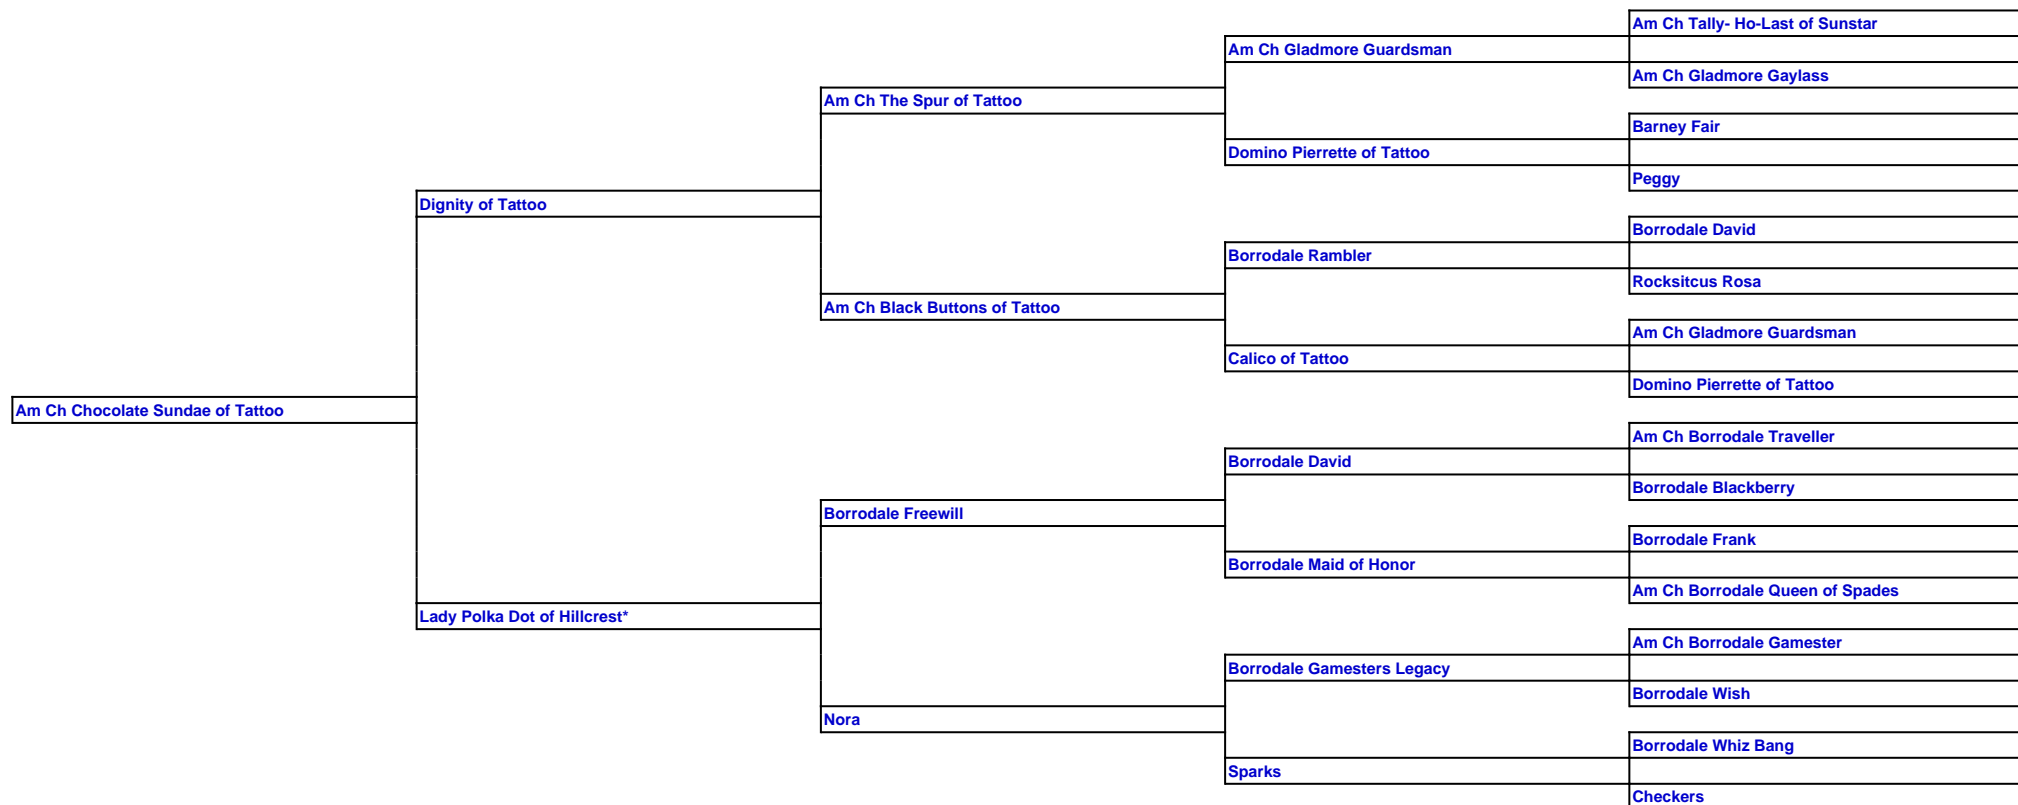 Am Ch Tally- Ho-Last of Sunstar
Am Ch Gladmore Guardsman
Am Ch Gladmore Gaylass
Am Ch The Spur of Tattoo
Barney Fair
Domino Pierrette of Tattoo
Peggy
Dignity of Tattoo
Borrodale David
Borrodale Rambler
Rocksitcus Rosa
Am Ch Black Buttons of Tattoo
Am Ch Gladmore Guardsman
Calico of Tattoo
Domino Pierrette of Tattoo
Am Ch Chocolate Sundae of Tattoo
Am Ch Borrodale Traveller
Borrodale David
Borrodale Blackberry
Borrodale Freewill
Borrodale Frank
Borrodale Maid of Honor
Am Ch Borrodale Queen of Spades
Lady Polka Dot of Hillcrest*
Am Ch Borrodale Gamester
Borrodale Gamesters Legacy
Borrodale Wish
Nora
Borrodale Whiz Bang
Sparks
Checkers